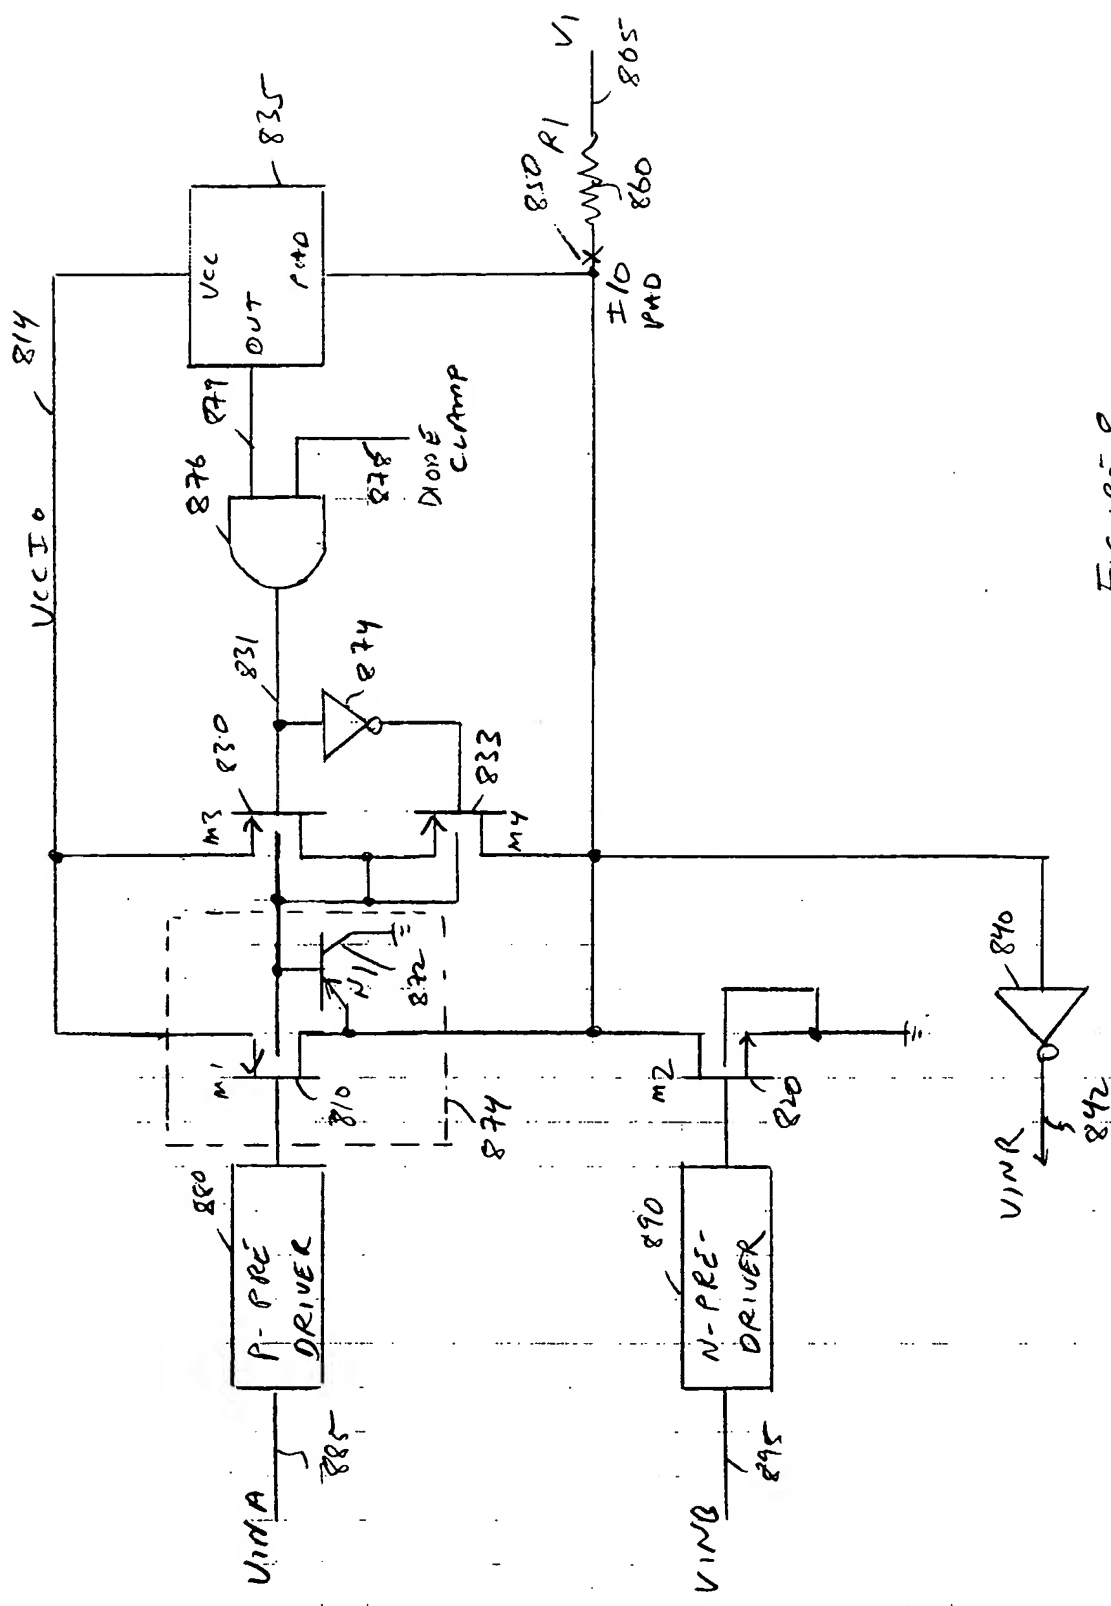 VCCIO
814
VCC
OUT
PAD
835
879
876
878
DIODE
CLAMP
831
874
M3
830
833
M4
N1
872
M1
810
874
880
P-PRE
DRIVER
VINA
885
V1
805
R1
850
860
I/O
PAD
M2
820
890
N-PRE-
DRIVER
VINB
895
840
VINR
842